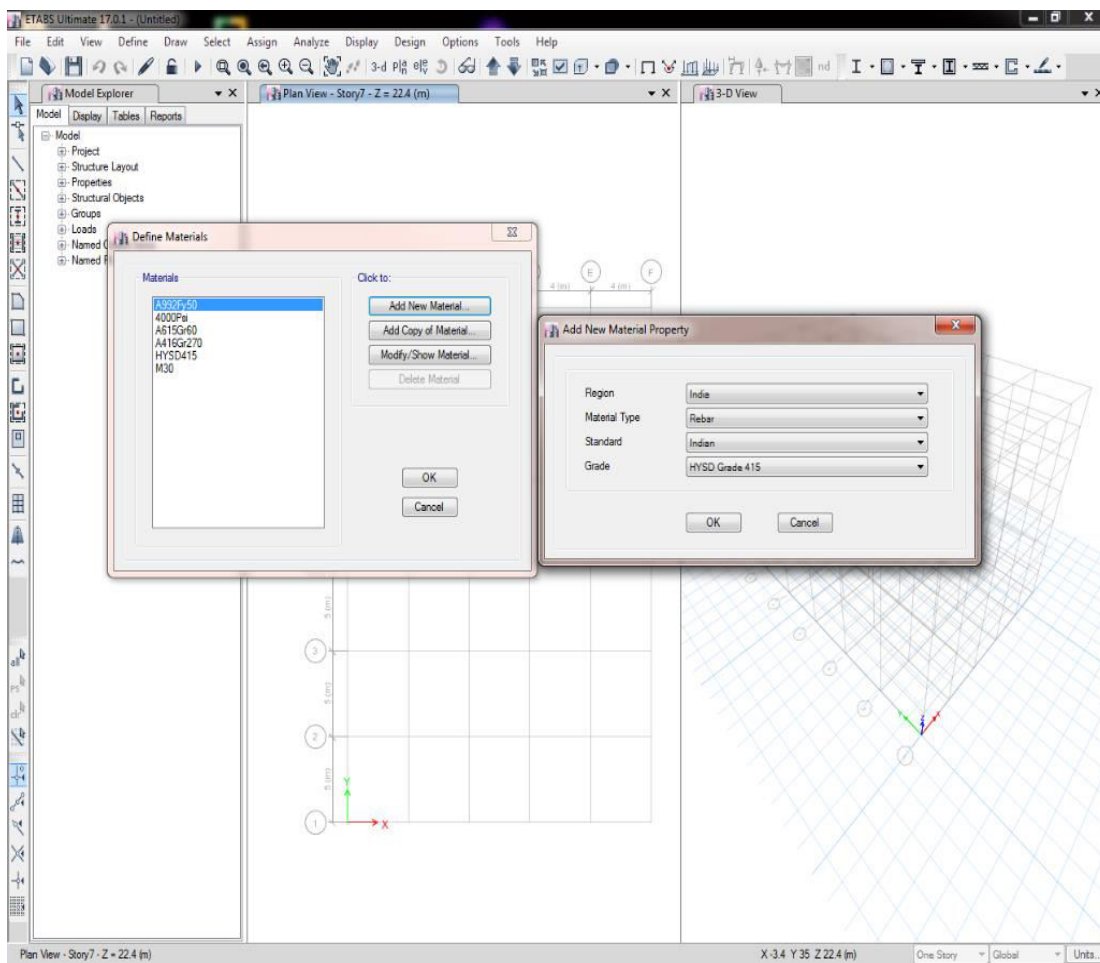 ETABS Ultimate 17.0.1 - (Untitled)
File Edit View Define Draw Select Assign Analyze Display Design Options Tools Help
3-d
nd
Model Explorer
Plan View - Story7 - Z = 22.4 (m)
3-D View
Model Display Tables Reports
Model
Project
Structure Layout
Properties
Structural Objects
Groups
Loads
Named
Named
Define Materials
Materials
A992Fy50
4000Psi
A615Gr60
A416Gr270
HYSD415
M30
Click to:
Add New Material...
Add Copy of Material...
Modify/Show Material...
Delete Material
OK
Cancel
E F
4 (m) 4 (m)
Add New Material Property
Region India
Material Type Rebar
Standard Indian
Grade HYSD Grade 415
OK Cancel
5 (m)
3
5 (m)
2
5 (m)
1
Y
X
Y Z X
all
ps
clr
Plan View - Story7 - Z = 22.4 (m)
X -3.4 Y 35 Z 22.4 (m)
One Story Global Units...